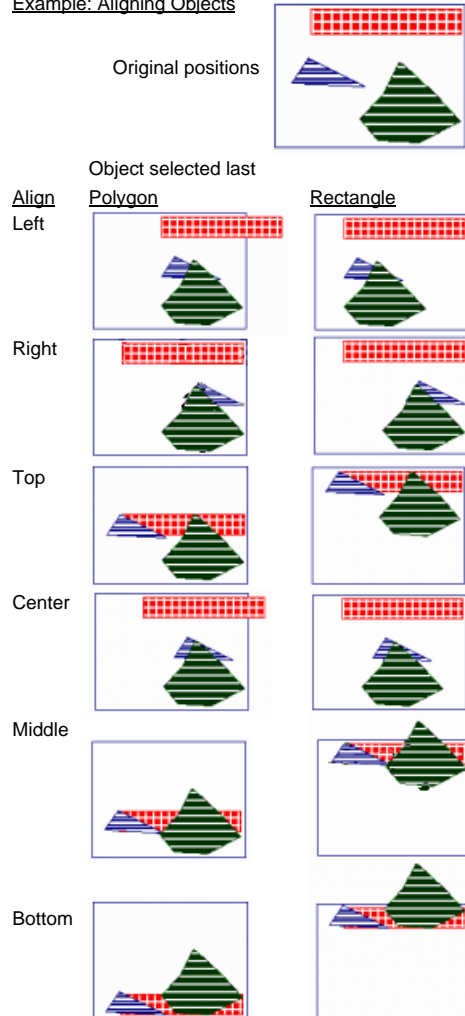 Example: Aligning Objects
Original positions
Object selected last
Align Polygon Rectangle
Left
Right
Top
Center
Middle
Bottom